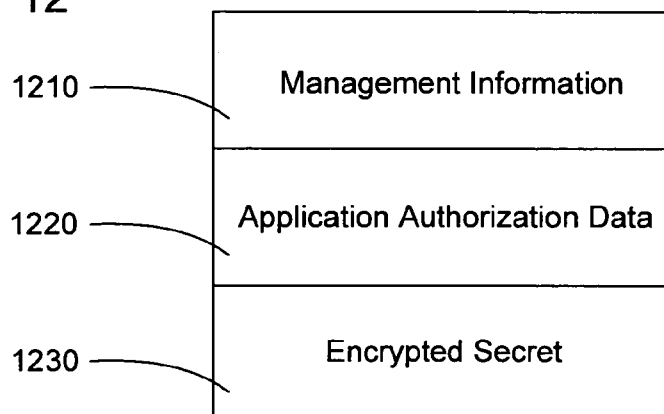 12
1210 Management Information
1220 Application Authorization Data
1230 Encrypted Secret